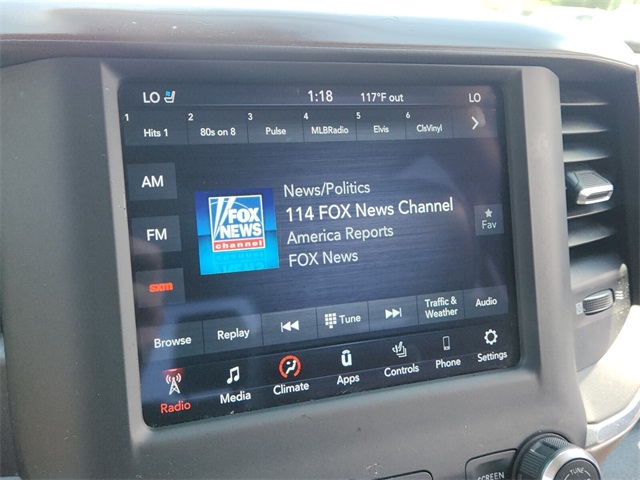 LO 1:18 117°F out LO
1 Hits 1 2 80s on 8 3 Pulse 4 MLBRadio 5 Elvis 6 ClsVinyl
AM
FM
sxm
FOX
NEWS
channel
News/Politics
114 FOX News Channel
America Reports
FOX News
Fav
Browse Replay Tune Traffic & Weather Audio
Radio Media Climate Apps Controls Phone Settings
SCREEN
TUNE